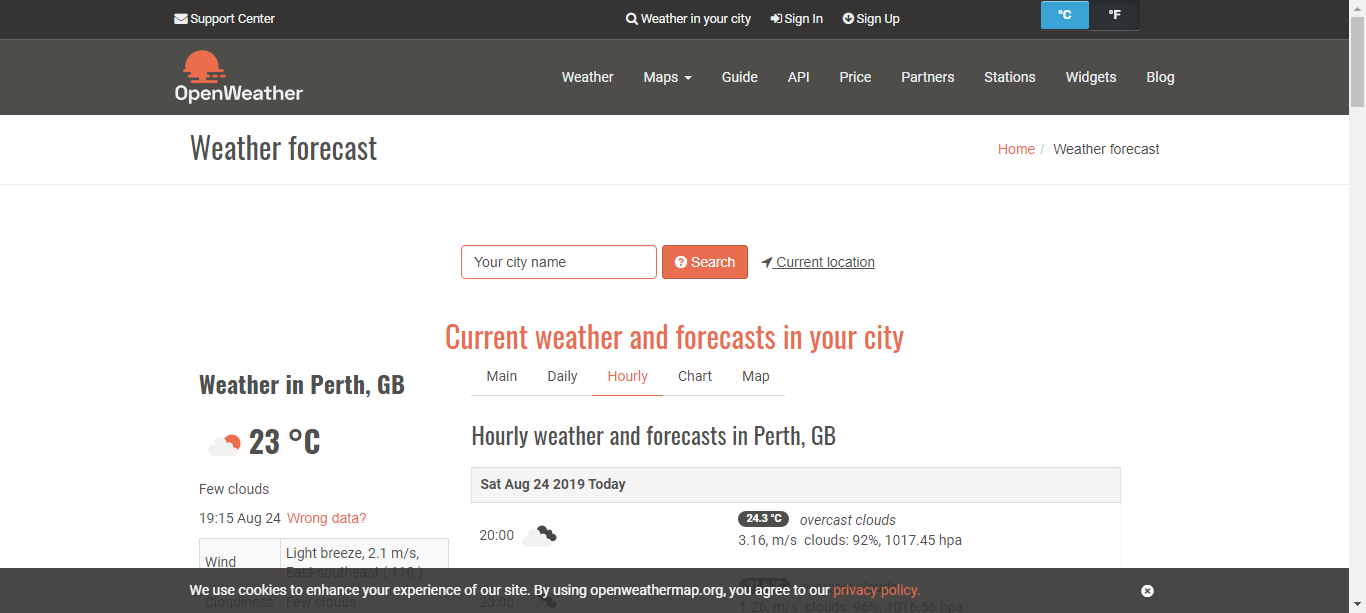 Support Center
Weather in your city
Sign In
Sign Up
°C
°F
OpenWeather
Weather
Maps
Guide
API
Price
Partners
Stations
Widgets
Blog
Weather forecast
Home / Weather forecast
Your city name
Search
Current location
Current weather and forecasts in your city
Weather in Perth, GB
Main
Daily
Hourly
Chart
Map
23 °C
Hourly weather and forecasts in Perth, GB
Few clouds
Sat Aug 24 2019 Today
19:15 Aug 24 Wrong data?
20:00
24.3 °C overcast clouds
3.16, m/s clouds: 92%, 1017.45 hpa
Wind
Light breeze, 2.1 m/s,
East-southeast ( 110 )
We use cookies to enhance your experience of our site. By using openweathermap.org, you agree to our privacy policy.
Cloudiness
Few clouds
23:00
1.26, m/s clouds: 96%, 1016.56 hpa